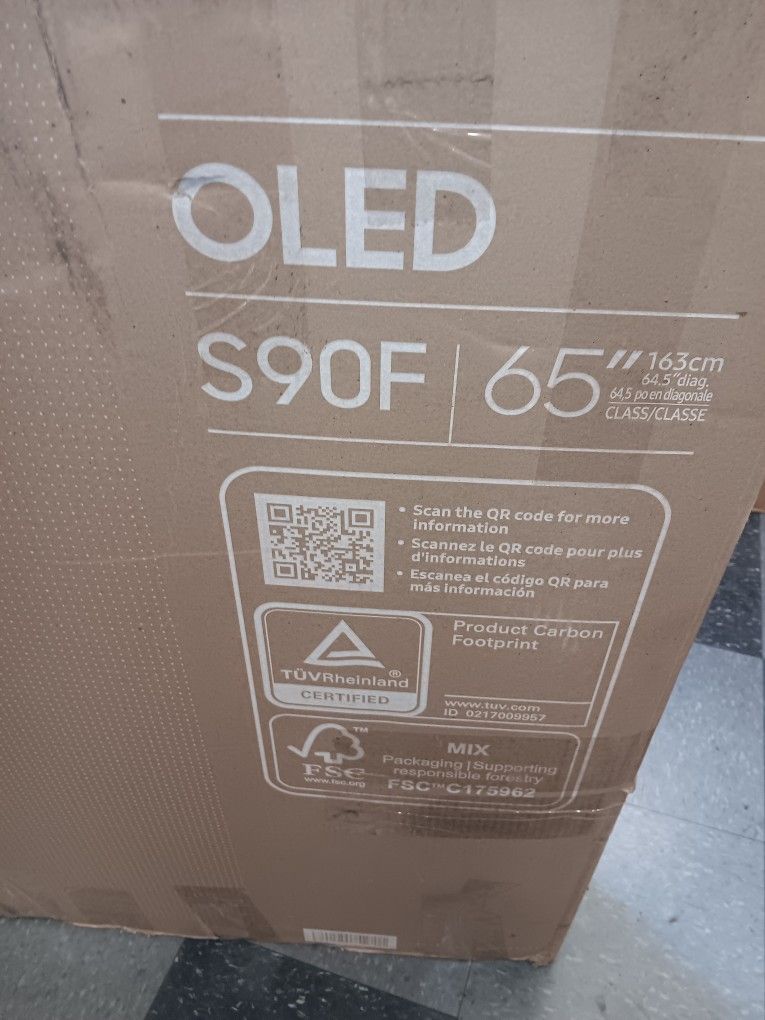 OLED
S90F
65"
163cm
64.5"diag.
64,5 po en diagonale
CLASS/CLASSE
• Scan the QR code for more
information
• Scannez le QR code pour plus
d'informations
• Escanea el código QR para
más información
TÜVRheinland®
CERTIFIED
Product Carbon
Footprint
www.tuv.com
ID 0217009957
FSC™
www.fsc.org
MIX
Packaging | Supporting
responsible forestry
FSC™ C175962